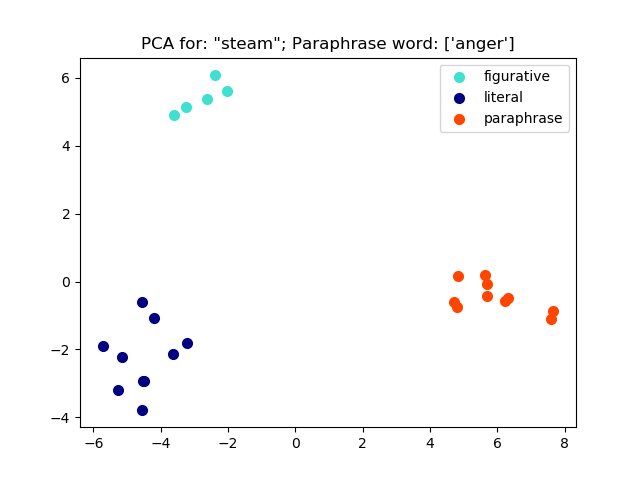 PCA for: "steam"; Paraphrase word: ['anger']
figurative
literal
paraphrase
6
4
2
0
−2
−4
−6 −4 −2 0 2 4 6 8